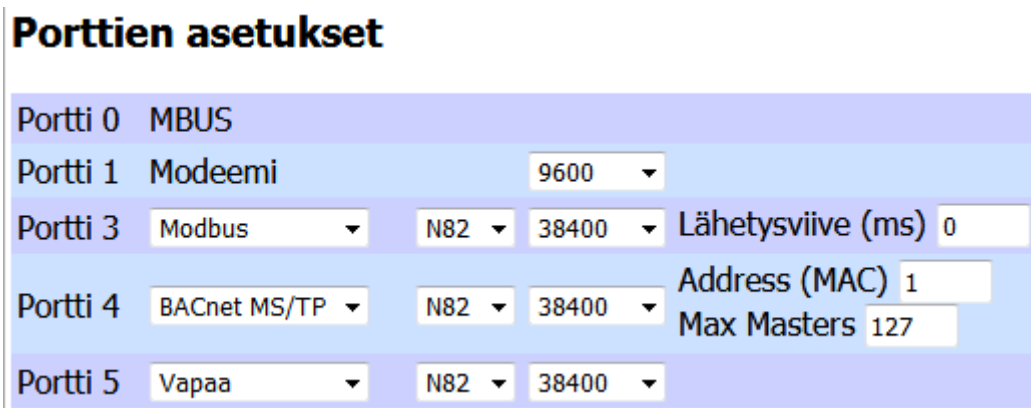 Porttien asetukset
Portti 0 MBUS
Portti 1 Modeemi 9600
Portti 3 Modbus N82 38400 Lähetysviive (ms) 0
Portti 4 BACnet MS/TP N82 38400 Address (MAC) 1
Max Masters 127
Portti 5 Vapaa N82 38400